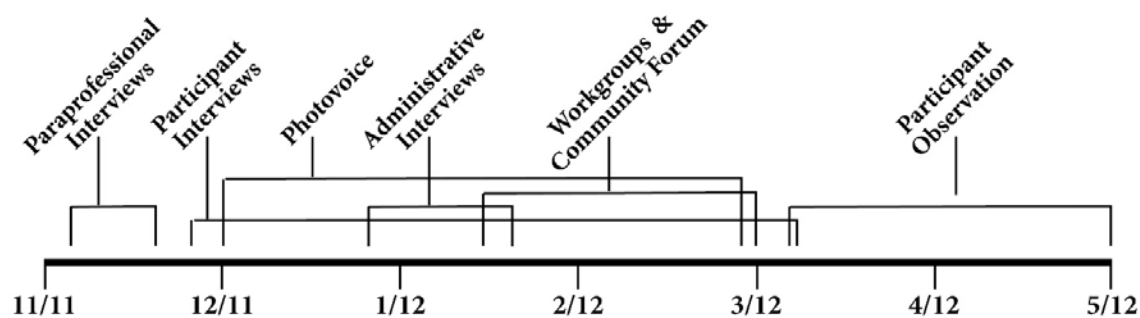 Paraprofessional
Interviews
Participant
Interviews
Photovoice
Administrative
Interviews
Workgroups &
Community Forum
Participant
Observation
11/11
12/11
1/12
2/12
3/12
4/12
5/12